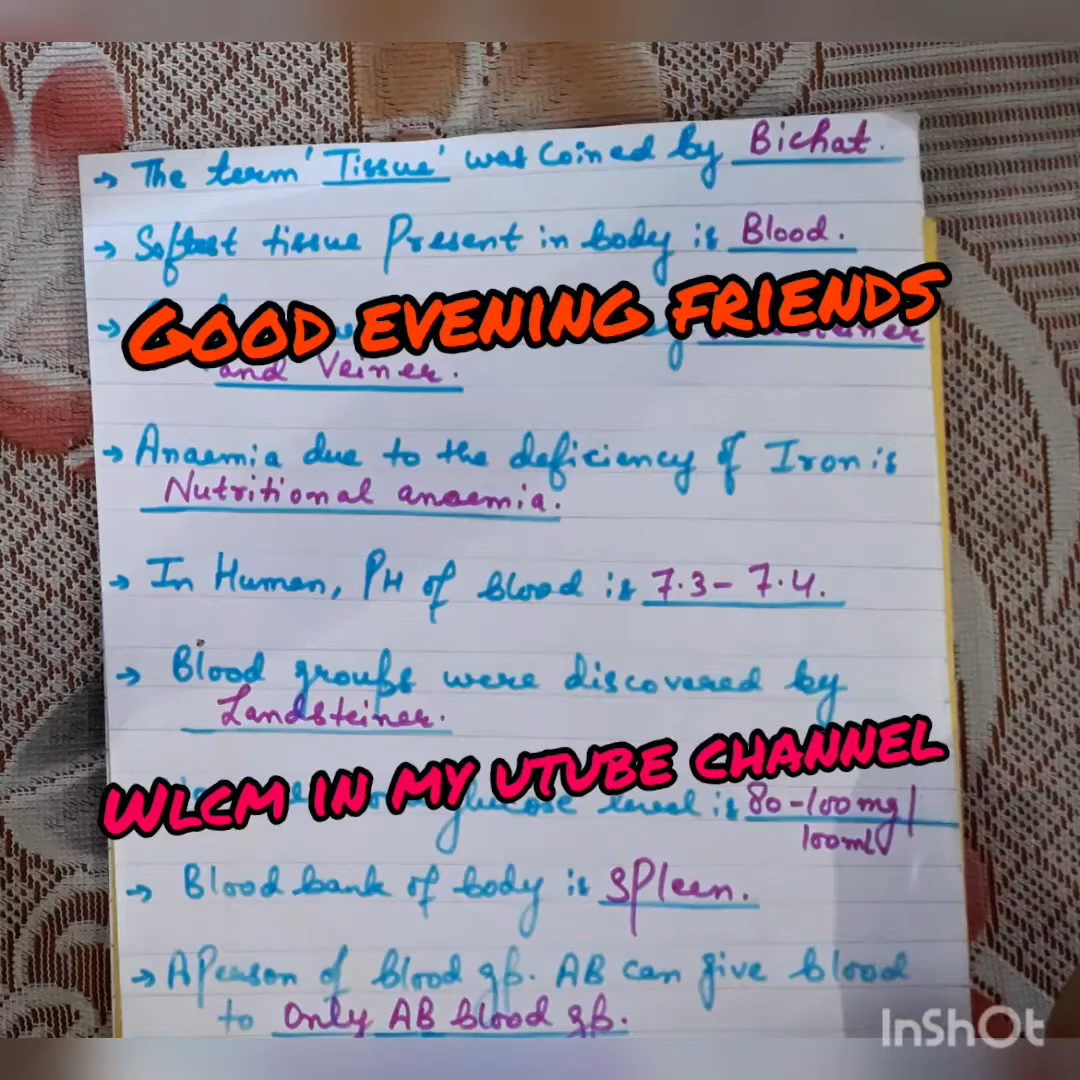 → The term 'Tissue' was coined by Bichat.
→ Softest tissue Present in body is Blood.
GOOD EVENING FRIENDS
→
and Veiner.
→ Anaemia due to the deficiency of Iron is
Nutritional anaemia.
→ In Human, PH of blood is 7.3 - 7.4.
→ Blood groups were discovered by
Landsteiner.
WLCM IN MY UTUBE CHANNEL
glucose level is 80-100mg/
100ml
→ Blood bank of body is spleen.
→ A Person of blood gp. AB can give blood
to only AB blood gp.
InShOt